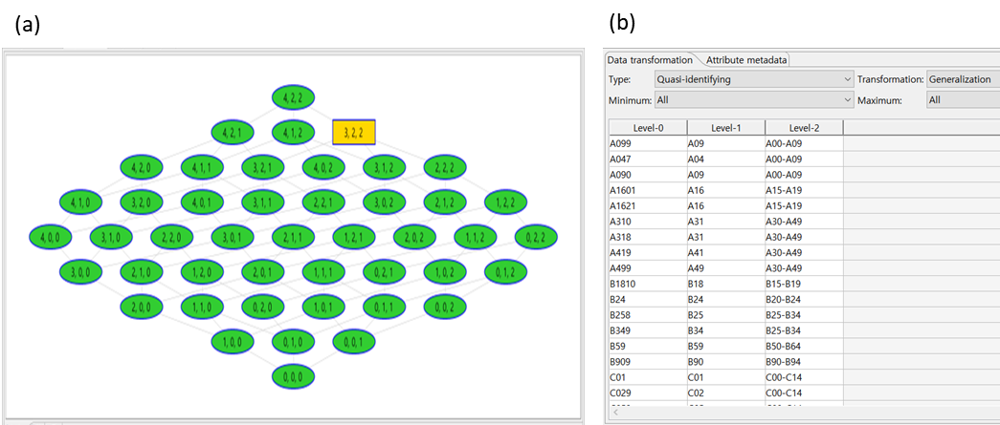 (a)
4, 2, 2
4, 2, 1 4, 1, 2 3, 2, 2
4, 2, 0 4, 1, 1 3, 2, 1 4, 0, 2 3, 1, 2 2, 2, 2
4, 1, 0 3, 2, 0 4, 0, 1 3, 1, 1 2, 2, 1 3, 0, 2 2, 1, 2 1, 2, 2
4, 0, 0 3, 1, 0 2, 2, 0 3, 0, 1 2, 1, 1 1, 2, 1 2, 0, 2 1, 1, 2 0, 2, 2
3, 0, 0 2, 1, 0 1, 2, 0 2, 0, 1 1, 1, 1 0, 2, 1 1, 0, 2 0, 1, 2
2, 0, 0 1, 1, 0 0, 2, 0 1, 0, 1 0, 1, 1 0, 0, 2
1, 0, 0 0, 1, 0 0, 0, 1
0, 0, 0
(b)
Data transformation Attribute metadata
Type: Quasi-identifying Transformation: Generalization
Minimum: All Maximum: All
Level-0 Level-1 Level-2
A099 A09 A00-A09
A047 A04 A00-A09
A090 A09 A00-A09
A1601 A16 A15-A19
A1621 A16 A15-A19
A310 A31 A30-A49
A318 A31 A30-A49
A419 A41 A30-A49
A499 A49 A30-A49
B1810 B18 B15-B19
B24 B24 B20-B24
B258 B25 B25-B34
B349 B34 B25-B34
B59 B59 B50-B64
B909 B90 B90-B94
C01 C01 C00-C14
C029 C02 C00-C14